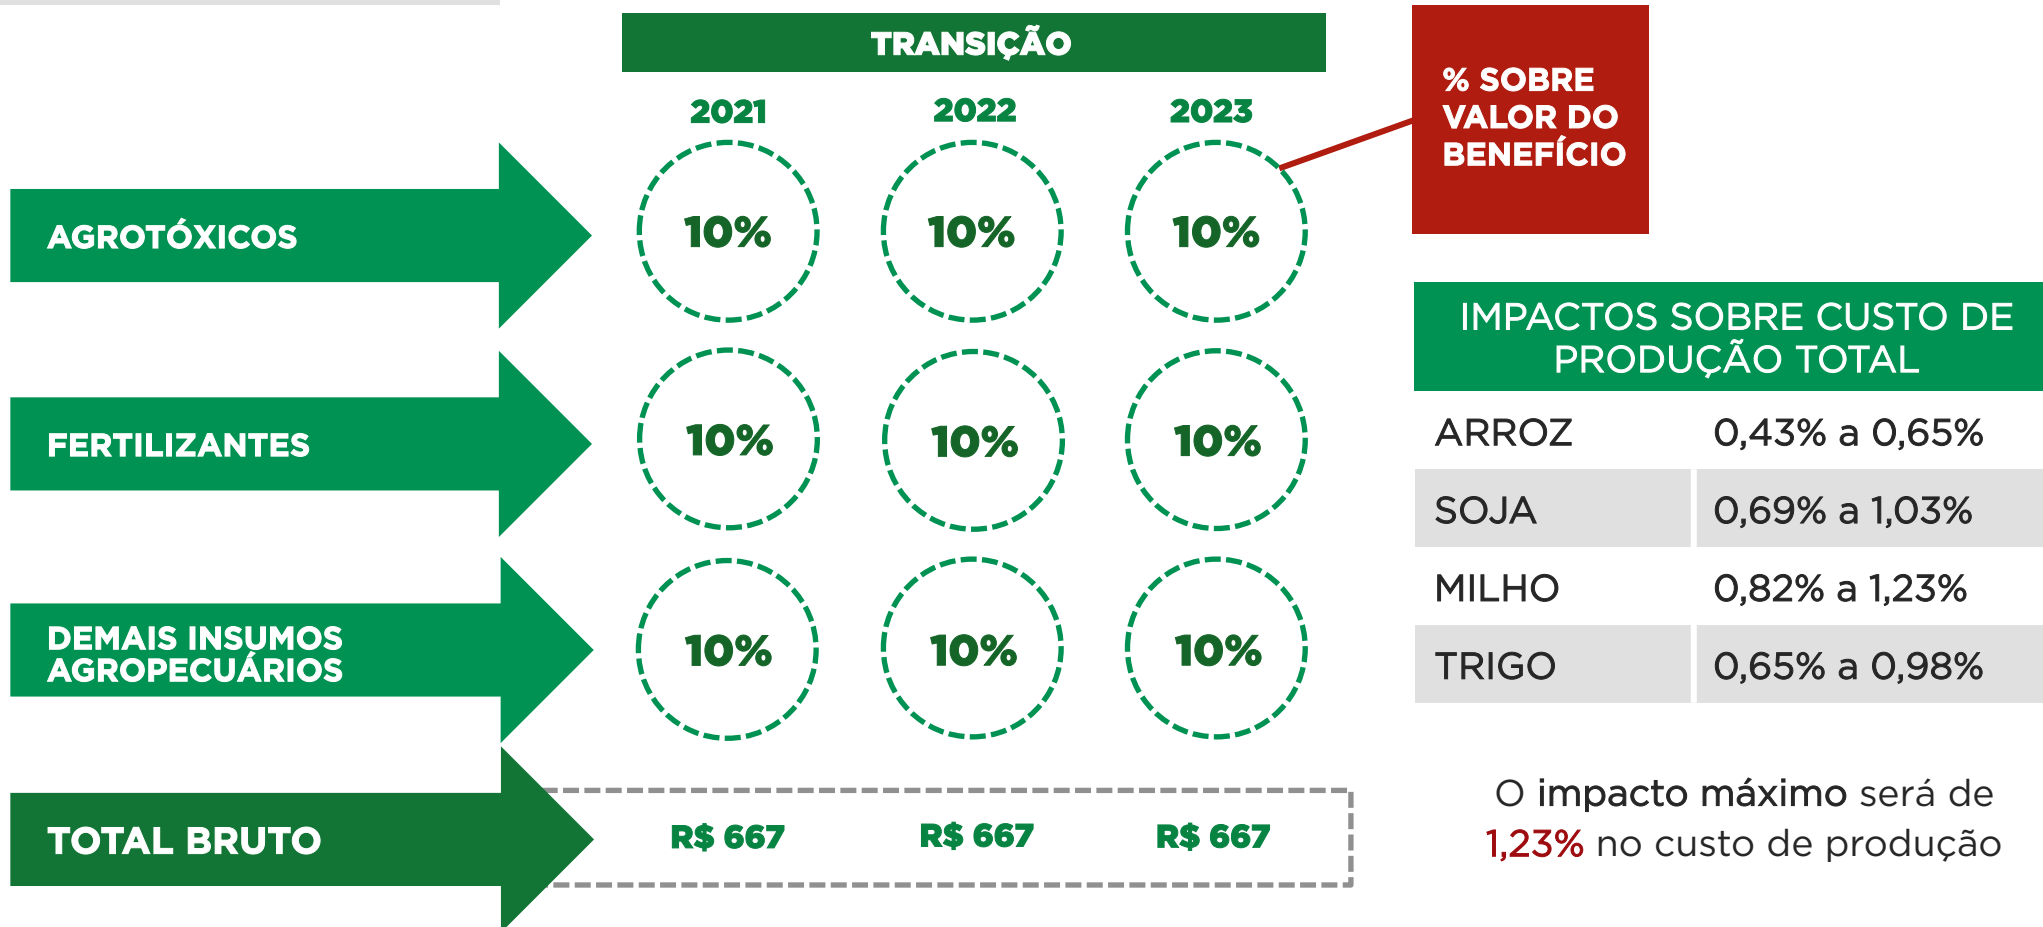 TRANSIÇÃO
2021 2022 2023
% SOBRE
VALOR DO
BENEFÍCIO
AGROTÓXICOS
10% 10% 10%
FERTILIZANTES
10% 10% 10%
DEMAIS INSUMOS
AGROPECUÁRIOS
10% 10% 10%
TOTAL BRUTO
R$ 667 R$ 667 R$ 667
IMPACTOS SOBRE CUSTO DE
PRODUÇÃO TOTAL
ARROZ 0,43% a 0,65%
SOJA 0,69% a 1,03%
MILHO 0,82% a 1,23%
TRIGO 0,65% a 0,98%
O impacto máximo será de
1,23% no custo de produção